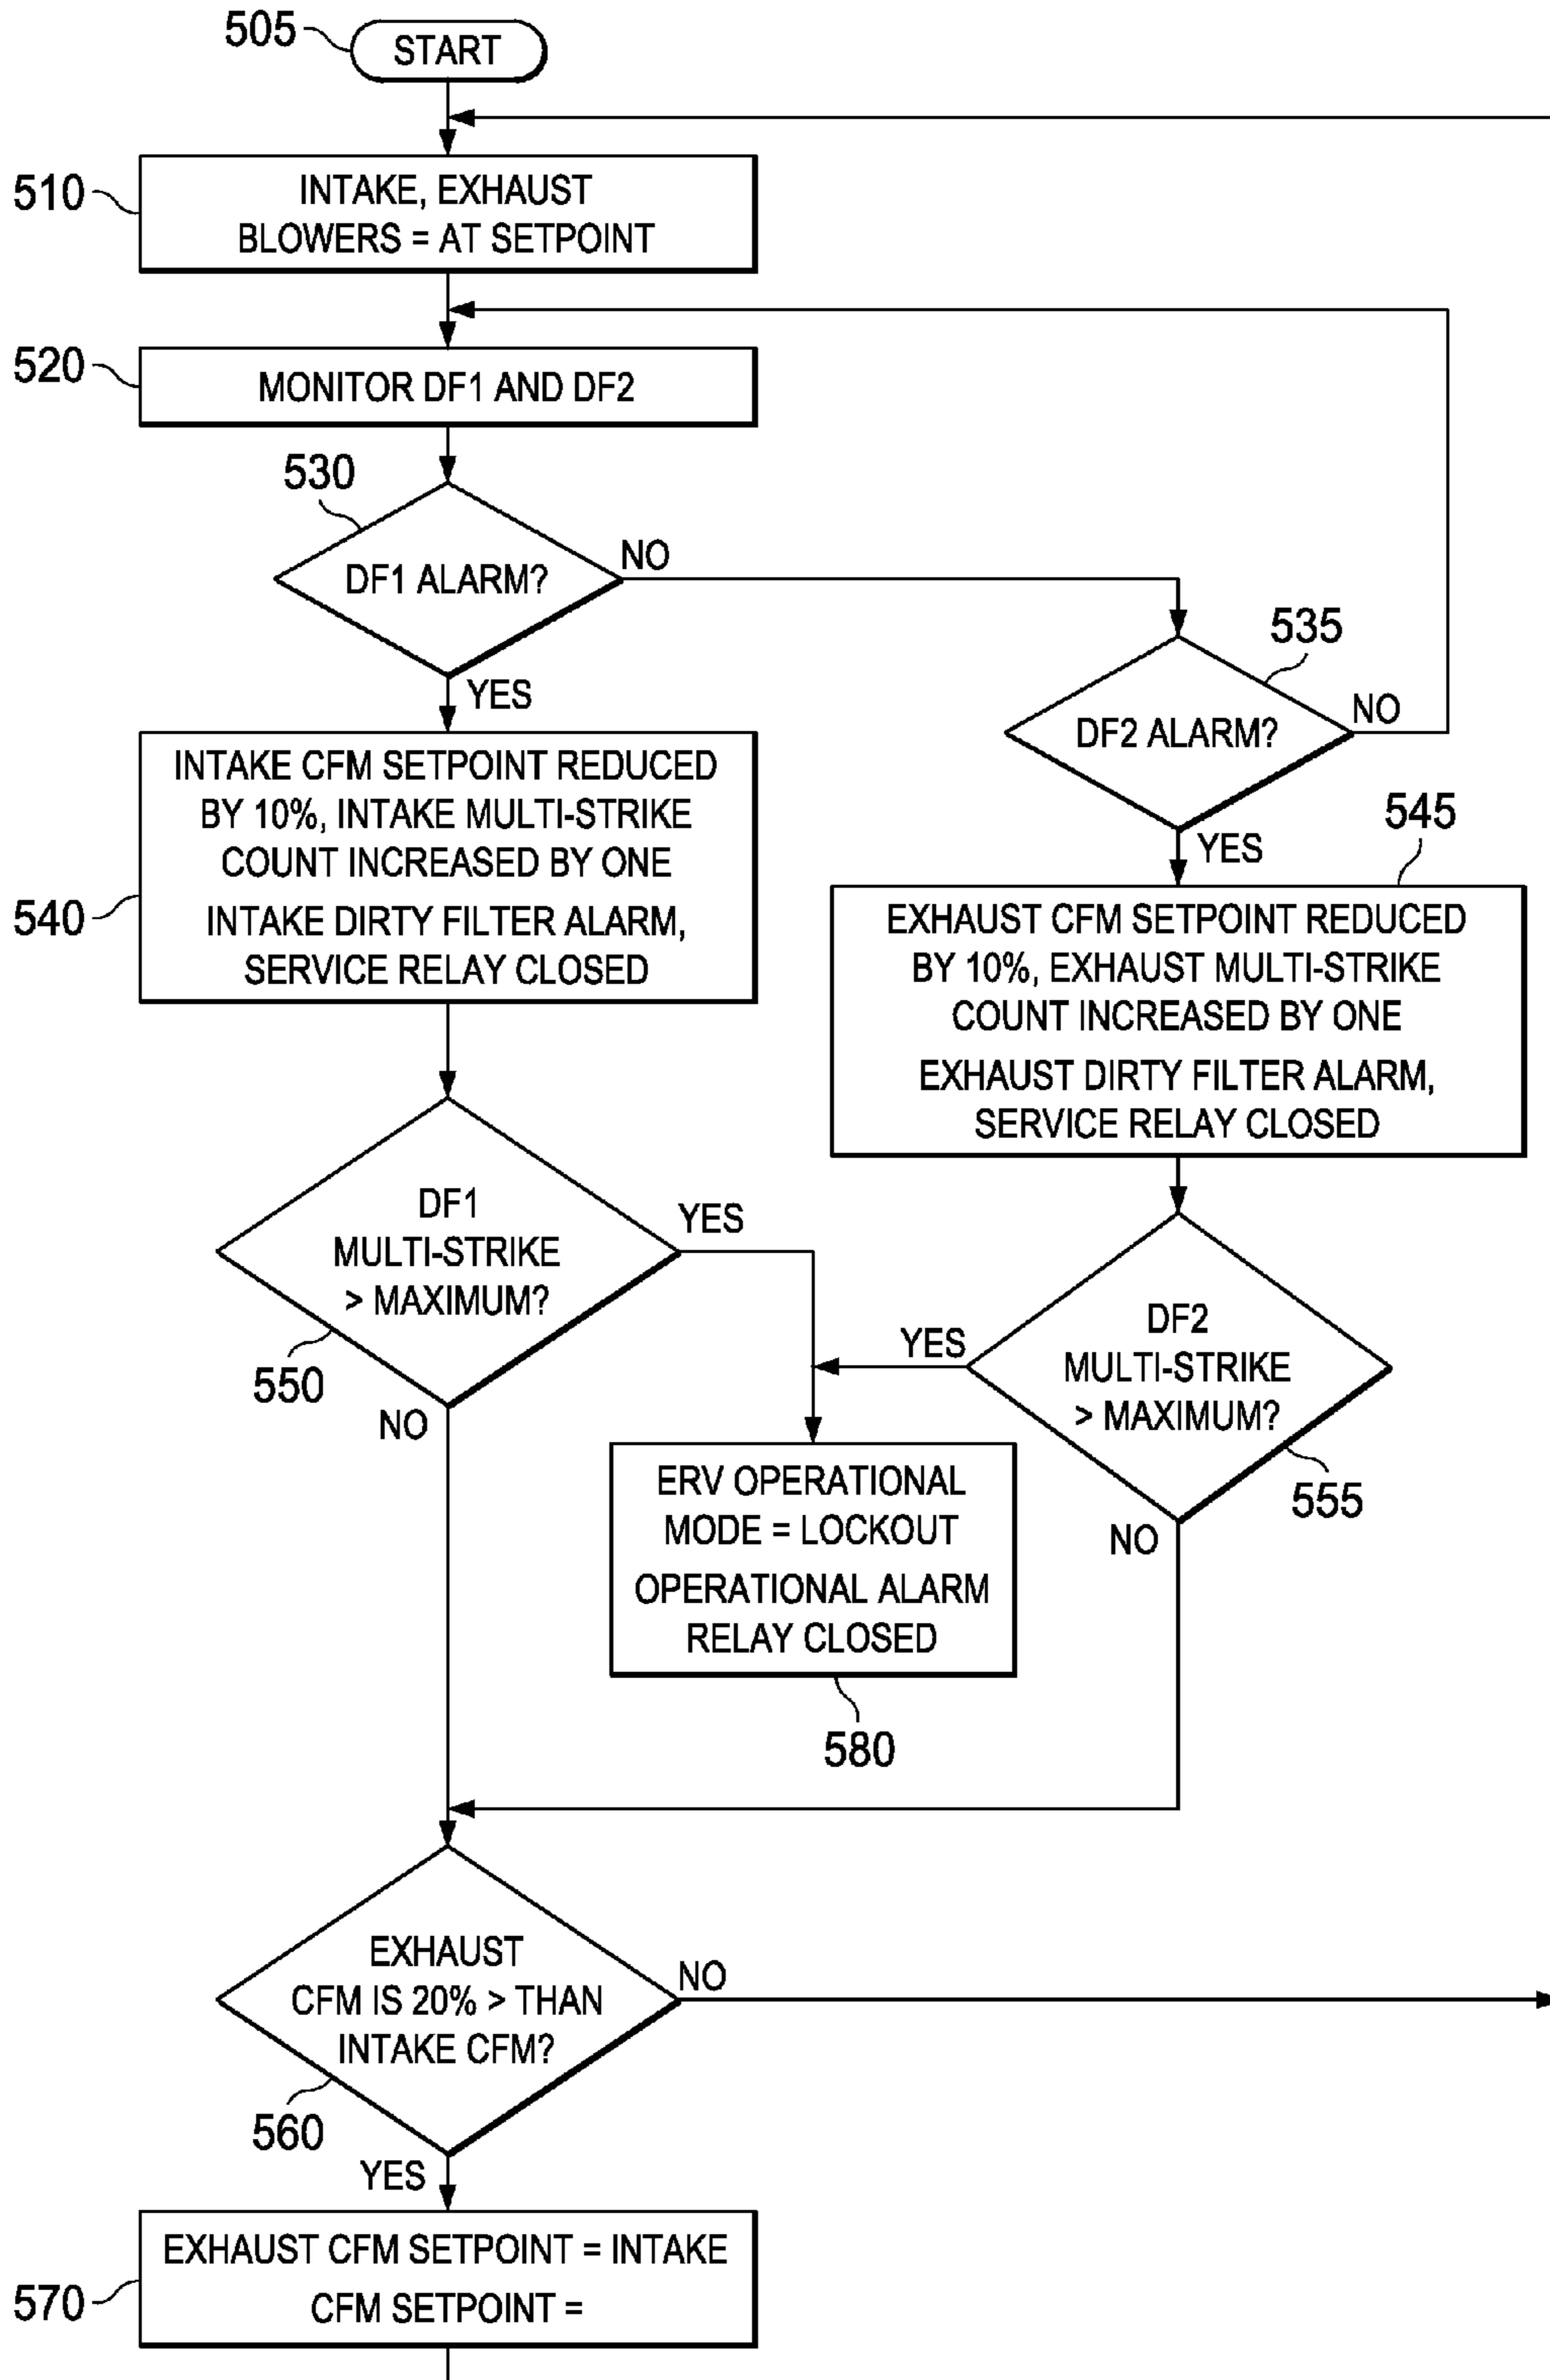 505
START
510
INTAKE, EXHAUST
BLOWERS = AT SETPOINT
520
MONITOR DF1 AND DF2
530
DF1 ALARM?
NO
YES
535
DF2 ALARM?
NO
YES
540
INTAKE CFM SETPOINT REDUCED
BY 10%, INTAKE MULTI-STRIKE
COUNT INCREASED BY ONE
INTAKE DIRTY FILTER ALARM,
SERVICE RELAY CLOSED
545
EXHAUST CFM SETPOINT REDUCED
BY 10%, EXHAUST MULTI-STRIKE
COUNT INCREASED BY ONE
EXHAUST DIRTY FILTER ALARM,
SERVICE RELAY CLOSED
DF1
MULTI-STRIKE
> MAXIMUM?
YES
550
NO
YES
DF2
MULTI-STRIKE
> MAXIMUM?
555
NO
ERV OPERATIONAL
MODE = LOCKOUT
OPERATIONAL ALARM
RELAY CLOSED
580
EXHAUST
CFM IS 20% > THAN
INTAKE CFM?
NO
560
YES
570
EXHAUST CFM SETPOINT = INTAKE
CFM SETPOINT =